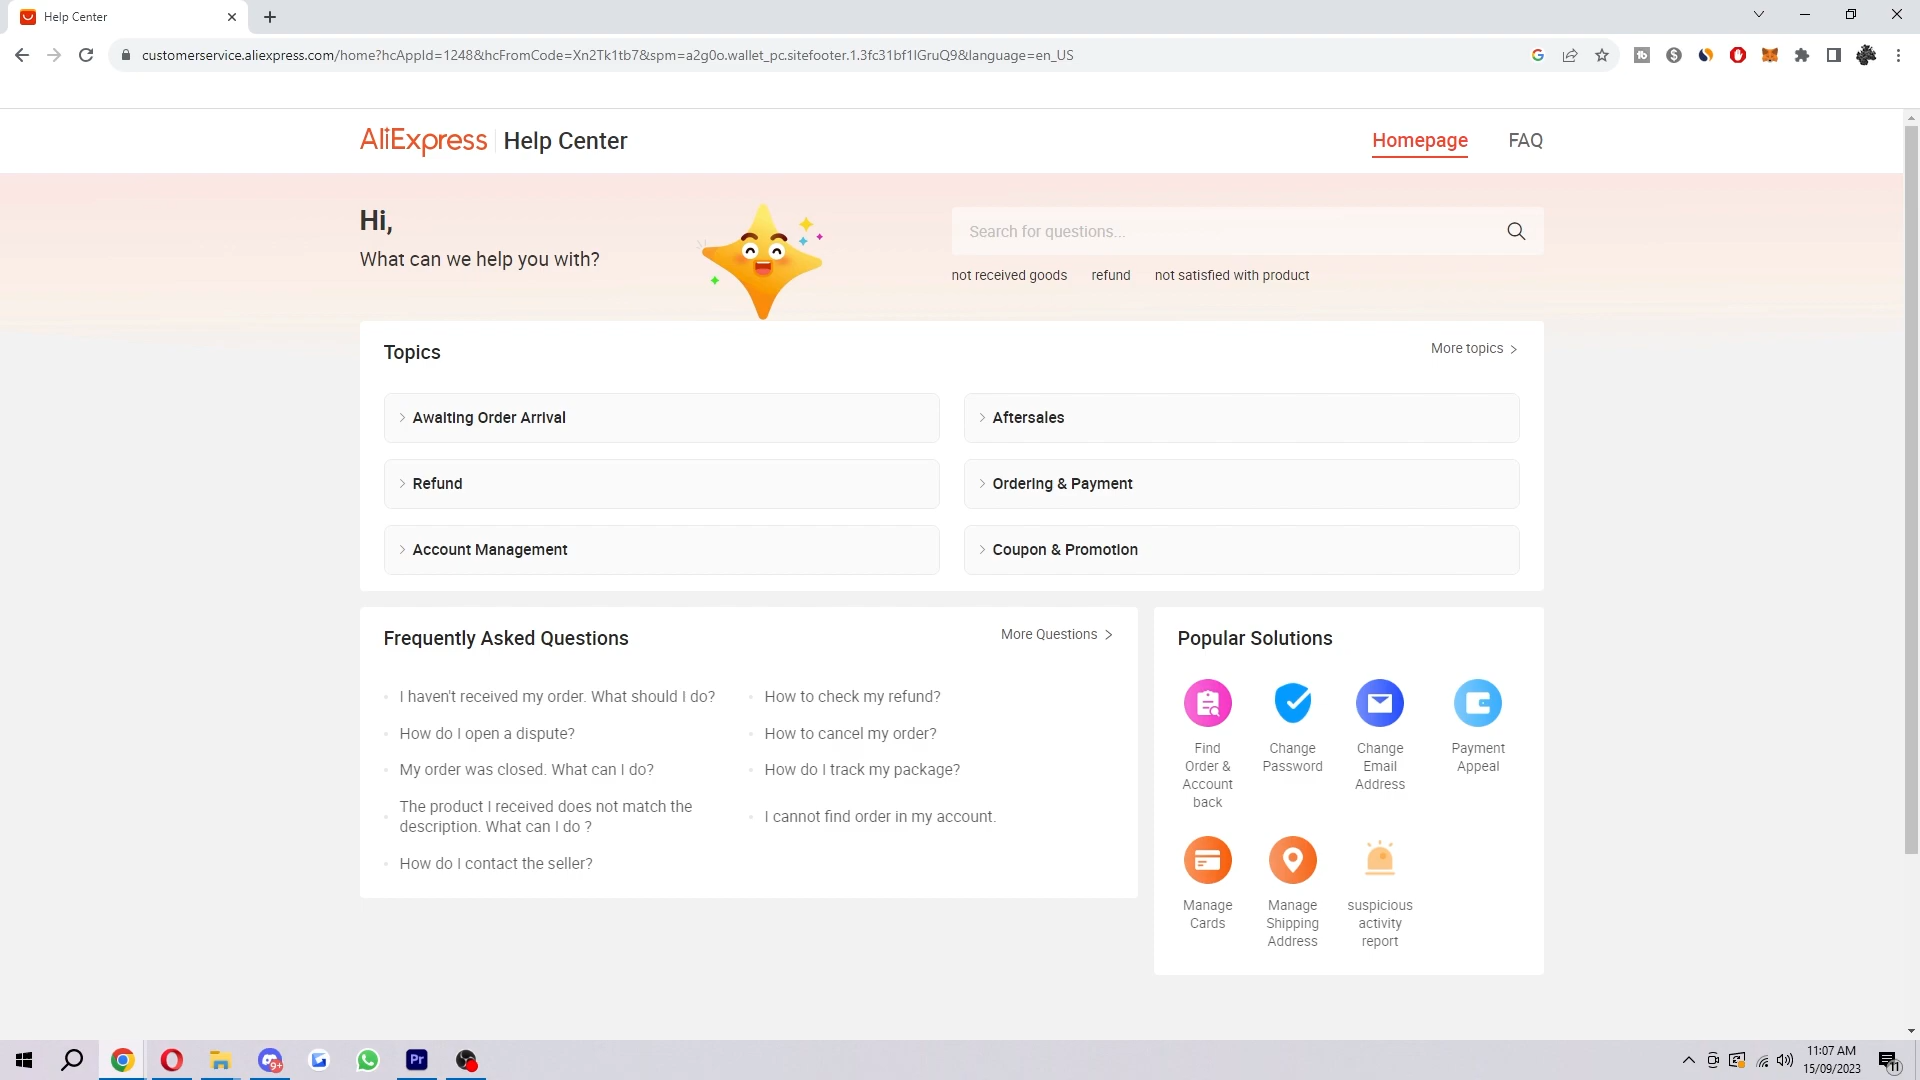 Help Center
customerservice.aliexpress.com/home?hcAppId=1248&hcFromCode=Xn2Tk1tb7&spm=a2g0o.wallet_pc.sitefooter.1.3fc31bf1lGruQ9&language=en_US
AliExpress Help Center
Homepage FAQ
Hi,
What can we help you with?
Search for questions...
not received goods refund not satisfied with product
Topics
More topics >
Awaiting Order Arrival
Aftersales
Refund
Ordering & Payment
Account Management
Coupon & Promotion
Frequently Asked Questions
More Questions >
I haven't received my order. What should I do?
How to check my refund?
How do I open a dispute?
How to cancel my order?
My order was closed. What can I do?
How do I track my package?
The product I received does not match the
description. What can I do ?
I cannot find order in my account.
How do I contact the seller?
Popular Solutions
Find
Order &
Account
back
Change
Password
Change
Email
Address
Payment
Appeal
Manage
Cards
Manage
Shipping
Address
suspicious
activity
report
9+
Pr
11:07 AM
15/09/2023
11